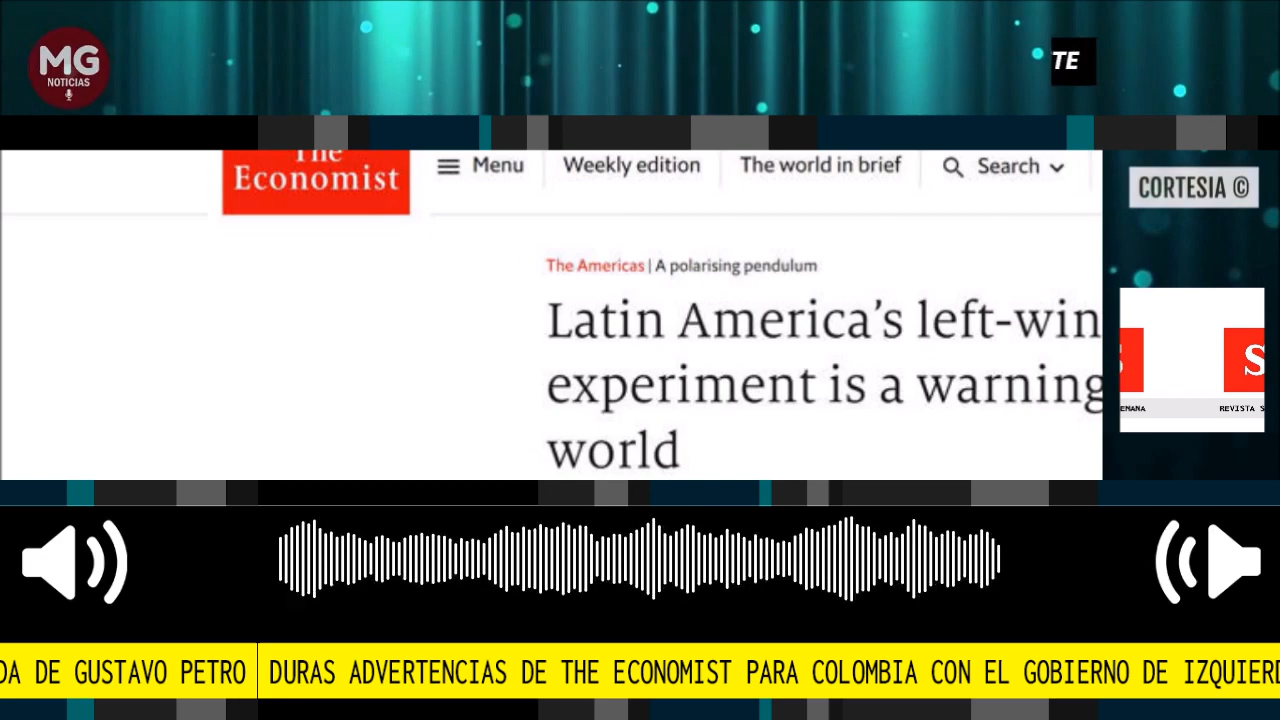 MG
NOTICIAS
TE
The
Economist
Menu
Weekly edition
The world in brief
Search
CORTESIA ©
The Americas | A polarising pendulum
Latin America's left-win
experiment is a warning
world
S
EMANA
REVISTA S
DA DE GUSTAVO PETRO
DURAS ADVERTENCIAS DE THE ECONOMIST PARA COLOMBIA CON EL GOBIERNO DE IZQUIERD